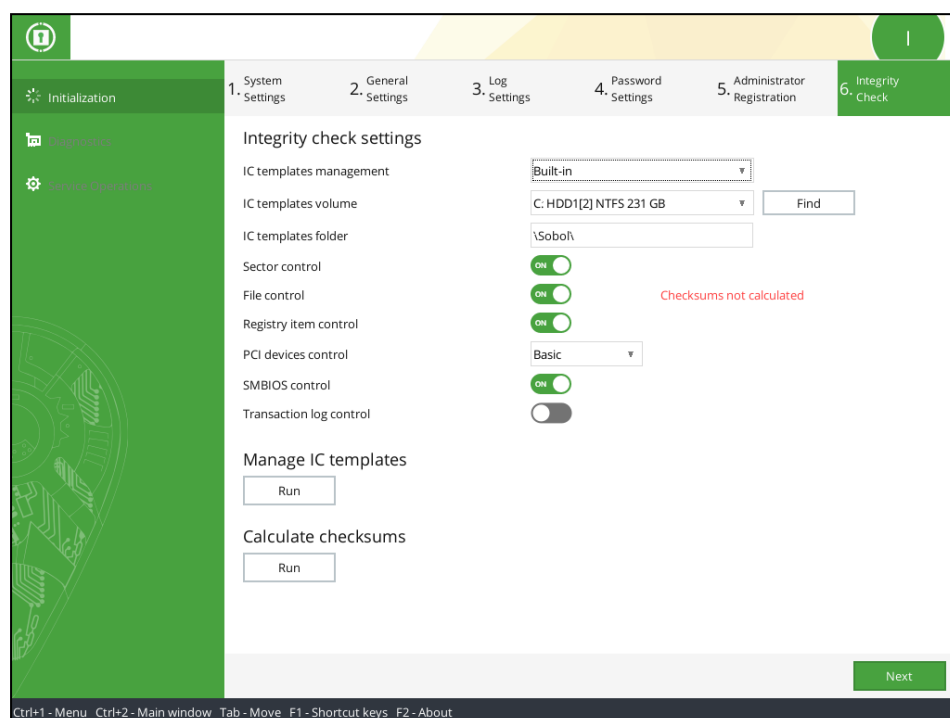 I
Initialization
1. System Settings
2. General Settings
3. Log Settings
4. Password Settings
5. Administrator Registration
6. Integrity Check
Integrity check settings
IC templates management Built-in
IC templates volume C: HDD1[2] NTFS 231 GB Find
IC templates folder \Sobol\
Sector control ON
File control ON Checksums not calculated
Registry item control ON
PCI devices control Basic
SMBIOS control ON
Transaction log control
Manage IC templates
Run
Calculate checksums
Run
Next
Ctrl+1 - Menu Ctrl+2 - Main window Tab - Move F1 - Shortcut keys F2 - About